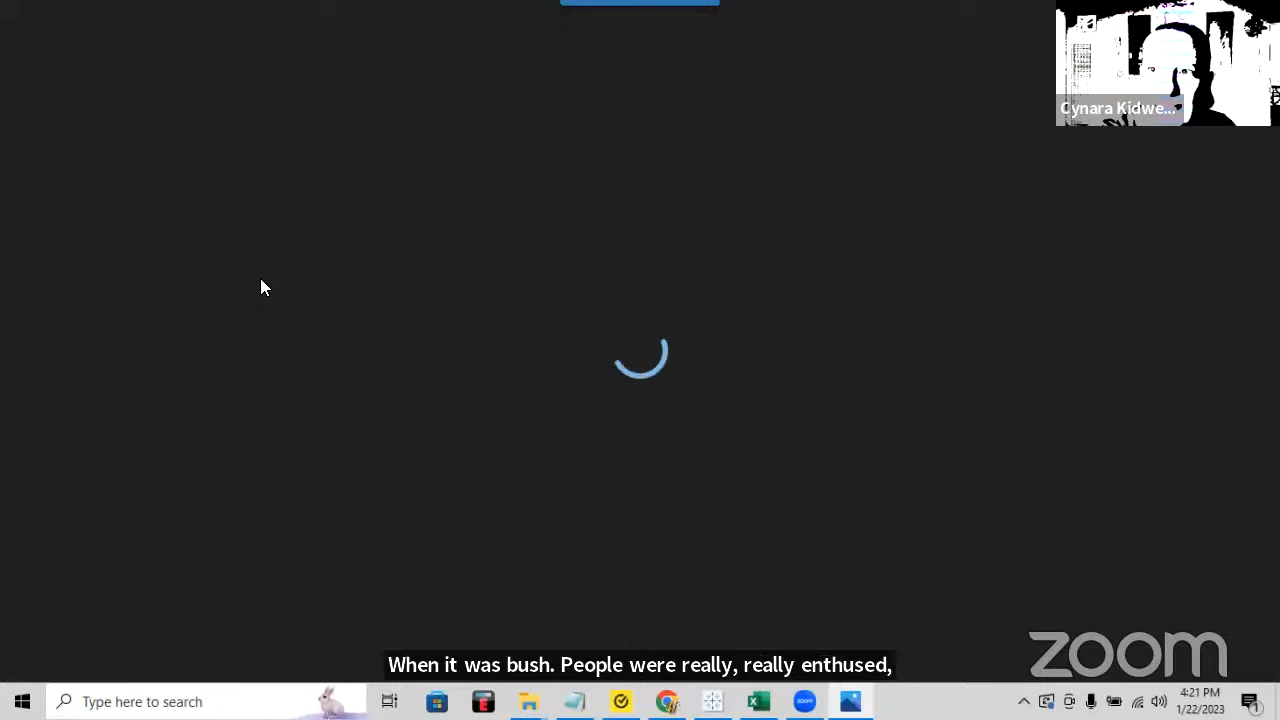 Cynara Kidwe...
When it was bush. People were really, really enthused,
zoom
Type here to search
zoom
4:21 PM
1/22/2023